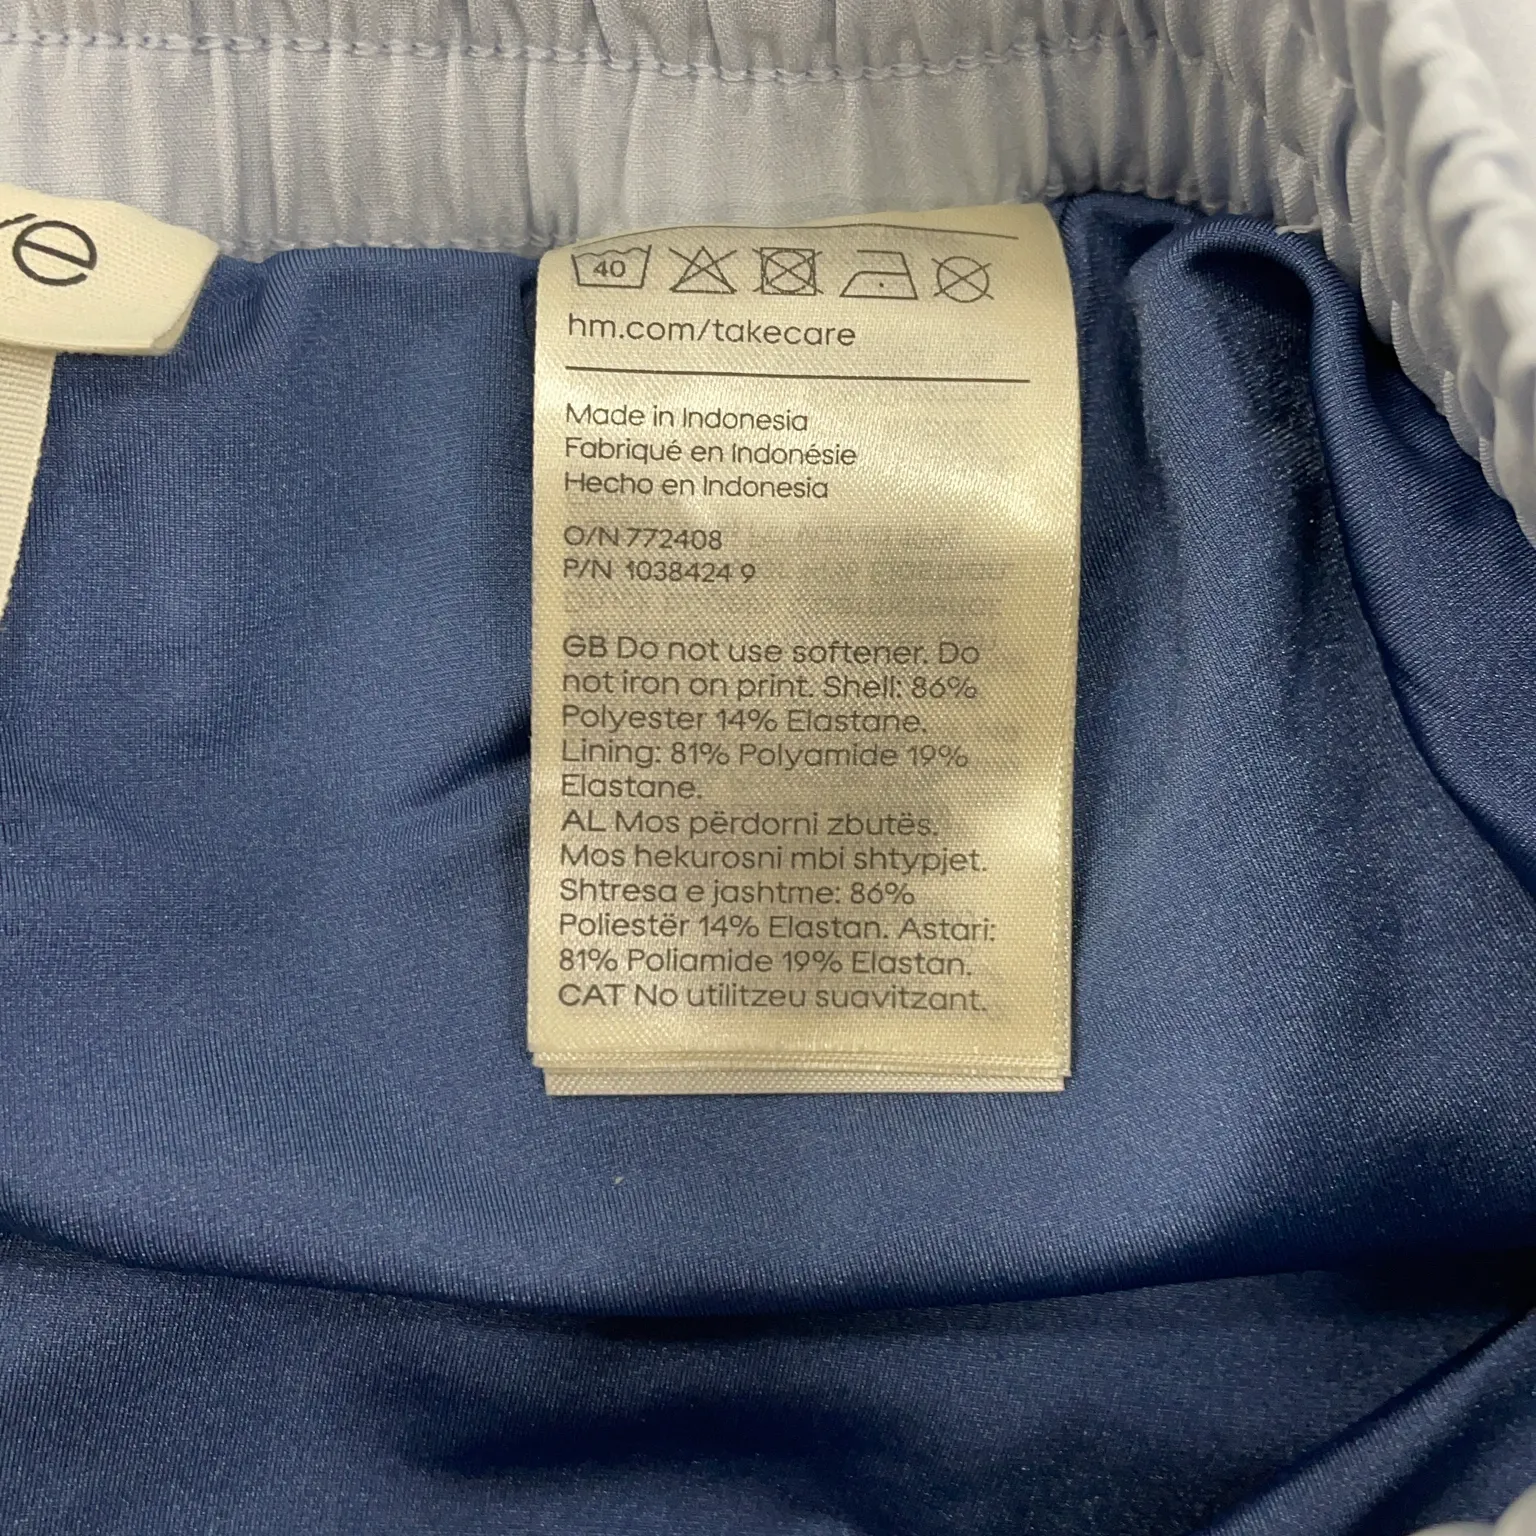 40
hm.com/takecare
Made in Indonesia
Fabriqué en Indonésie
Hecho en Indonesia
O/N 772408
P/N 1038424 9
GB Do not use softener. Do
not iron on print. Shell: 86%
Polyester 14% Elastane.
Lining: 81% Polyamide 19%
Elastane.
AL Mos përdorni zbutës.
Mos hekurosni mbi shtypjet.
Shtresa e jashtme: 86%
Poliestër 14% Elastan. Astari:
81% Poliamide 19% Elastan.
CAT No utilitzeu suavitzant.